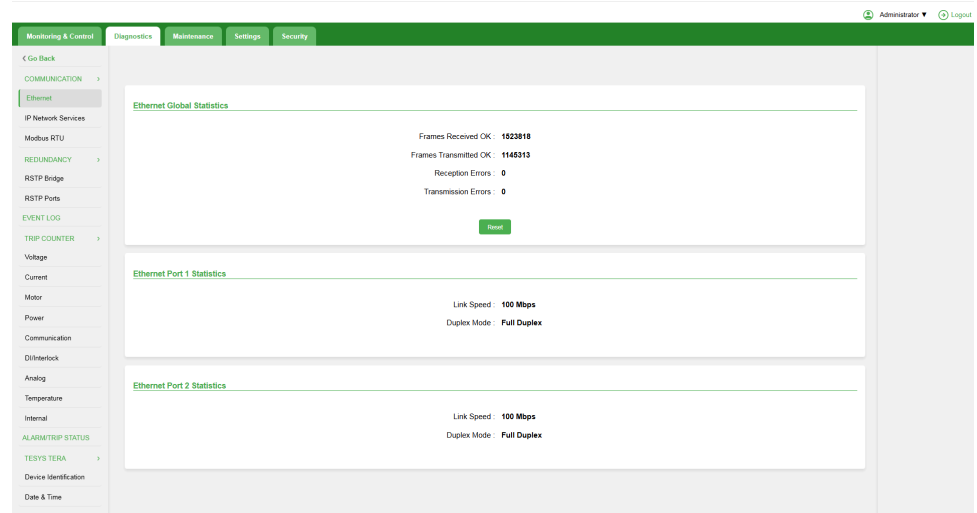 Administrator ▼ Logout
Monitoring & Control Diagnostics Maintenance Settings Security
Go Back
COMMUNICATION
Ethernet
IP Network Services
Modbus RTU
REDUNDANCY
RSTP Bridge
RSTP Ports
EVENT LOG
TRIP COUNTER
Voltage
Current
Motor
Power
Communication
DI/Interlock
Analog
Temperature
Internal
ALARM/TRIP STATUS
TESYS TERA
Device Identification
Date & Time
Ethernet Global Statistics
Frames Received OK : 1523818
Frames Transmitted OK : 1145313
Reception Errors : 0
Transmission Errors : 0
Reset
Ethernet Port 1 Statistics
Link Speed : 100 Mbps
Duplex Mode : Full Duplex
Ethernet Port 2 Statistics
Link Speed : 100 Mbps
Duplex Mode : Full Duplex